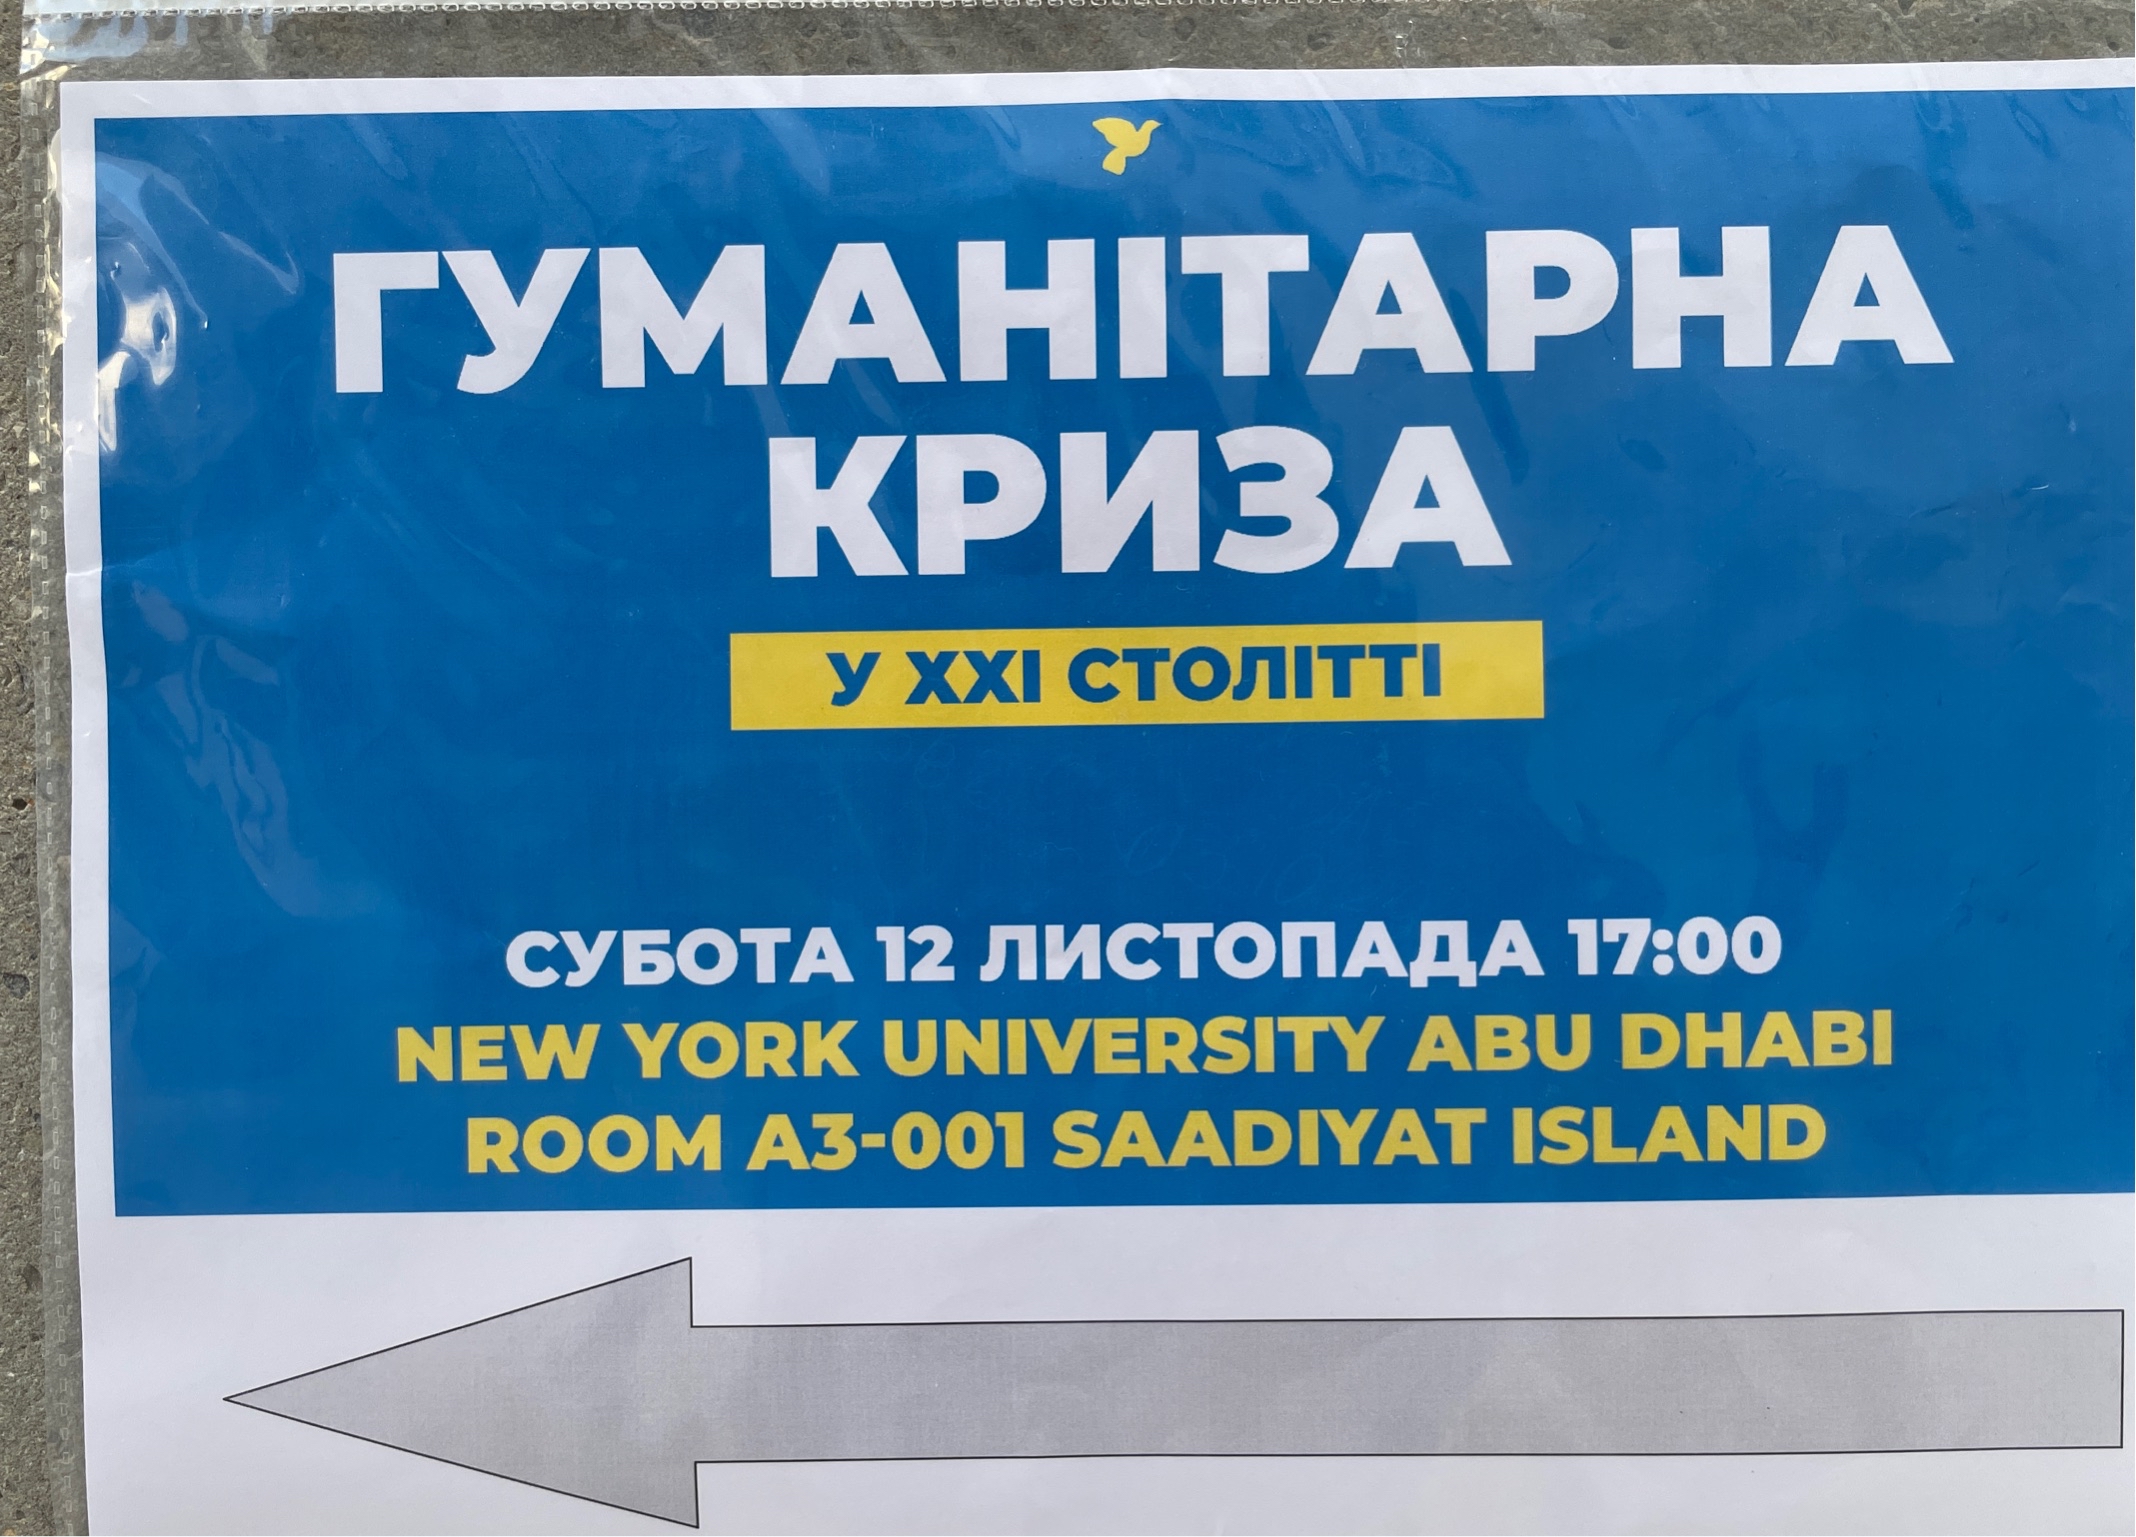 ГУМАНІТАРНА
КРИЗА
У XXI СТОЛІТТІ
СУБОТА 12 ЛИСТОПАДА 17:00
NEW YORK UNIVERSITY ABU DHABI
ROOM A3-001 SAADIYAT ISLAND